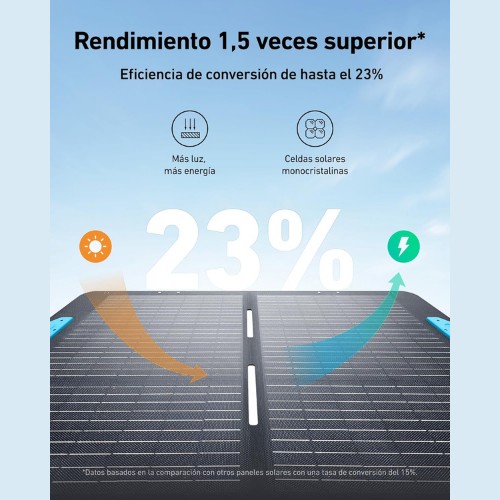 Rendimiento 1,5 veces superior*
Eficiencia de conversión de hasta el 23%
Más luz,
más energía
Celdas solares
monocristalinas
23%
*Datos basados en la comparación con otros paneles solares con una tasa de conversión del 15%.